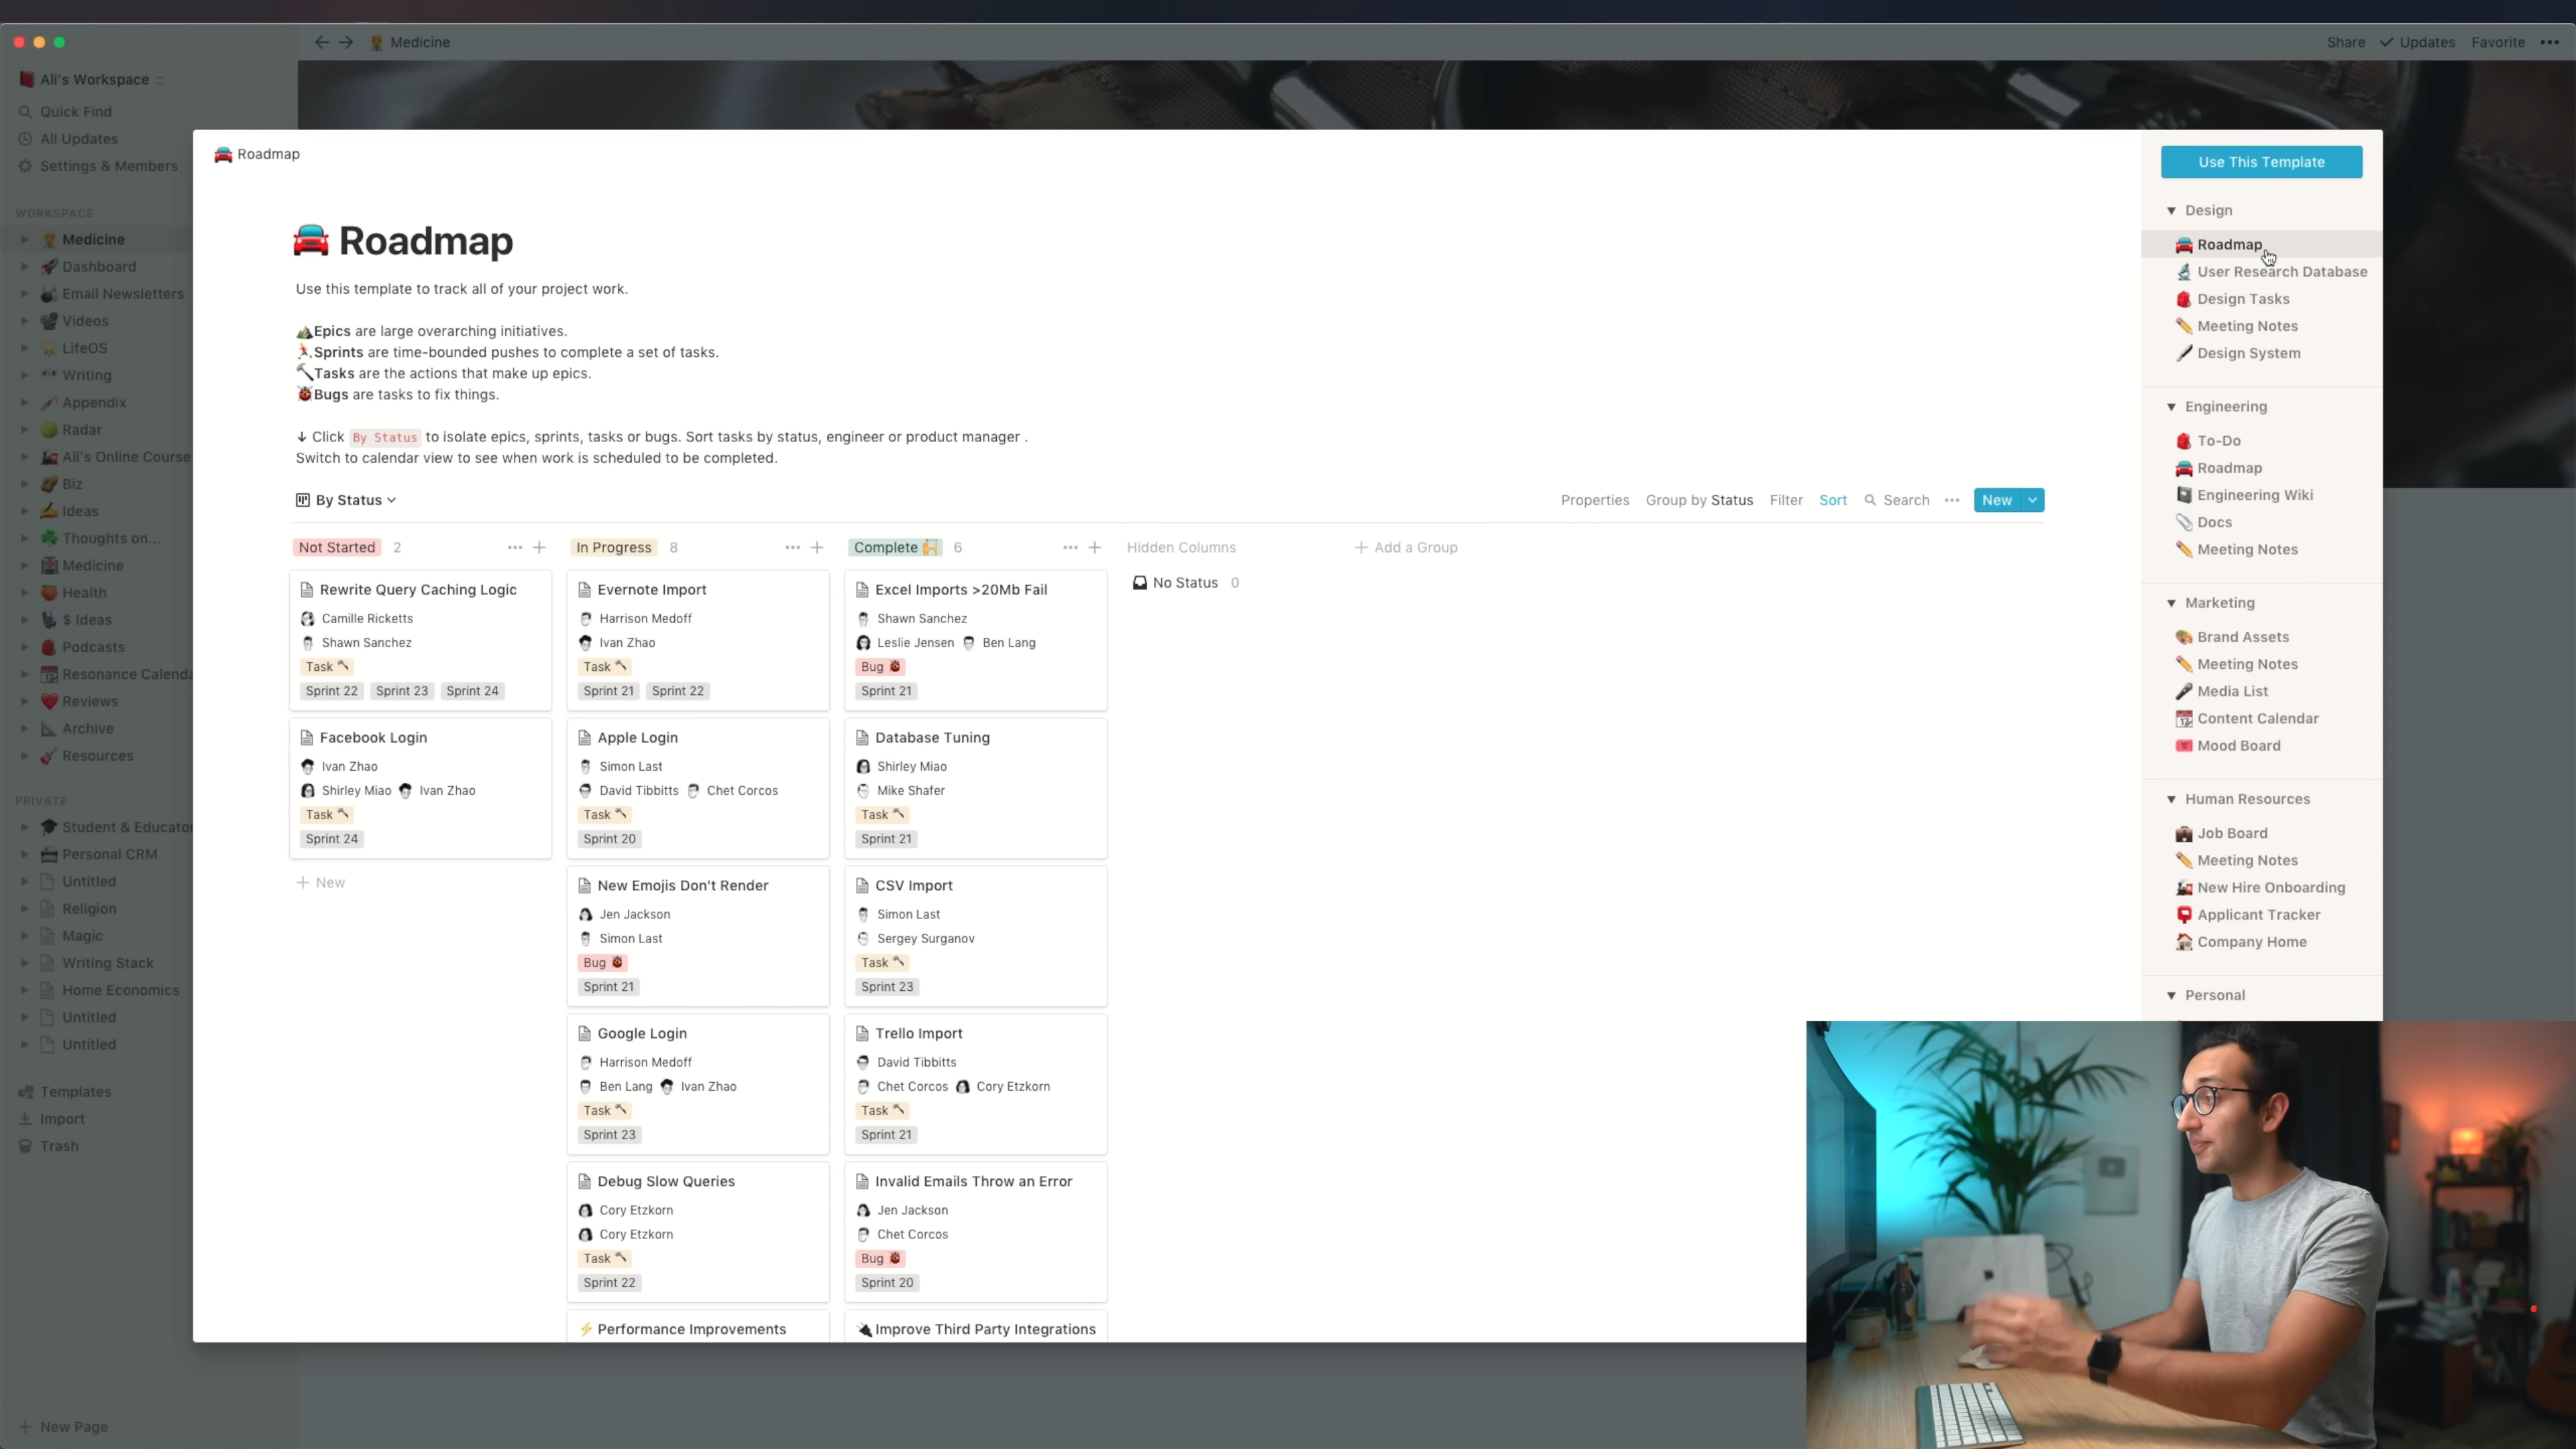 Medicine
Share
Updates
Favorite
Ali's Workspace
Quick Find
All Updates
Settings & Members
WORKSPACE
Medicine
Dashboard
Email Newsletters
Videos
LifeOS
Writing
Appendix
Radar
Ali's Online Course
Biz
Ideas
Thoughts on...
Medicine
Health
$ Ideas
Podcasts
Resonance Calenda
Reviews
Archive
Resources
PRIVATE
Student & Educator
Personal CRM
Untitled
Religion
Magic
Writing Stack
Home Economics
Untitled
Untitled
Templates
Import
Trash
New Page
Roadmap
Roadmap
Use this template to track all of your project work.
Epics are large overarching initiatives.
Sprints are time-bounded pushes to complete a set of tasks.
Tasks are the actions that make up epics.
Bugs are tasks to fix things.
↓ Click By Status to isolate epics, sprints, tasks or bugs. Sort tasks by status, engineer or product manager .
Switch to calendar view to see when work is scheduled to be completed.
By Status
Properties Group by Status Filter Sort Search ... New
Not Started 2
Rewrite Query Caching Logic
Camille Ricketts
Shawn Sanchez
Task
Sprint 22 Sprint 23 Sprint 24
Facebook Login
Ivan Zhao
Shirley Miao Ivan Zhao
Task
Sprint 24
+ New
In Progress 8
Evernote Import
Harrison Medoff
Ivan Zhao
Task
Sprint 21 Sprint 22
Apple Login
Simon Last
David Tibbitts Chet Corcos
Task
Sprint 20
New Emojis Don't Render
Jen Jackson
Simon Last
Bug
Sprint 21
Google Login
Harrison Medoff
Ben Lang Ivan Zhao
Task
Sprint 23
Debug Slow Queries
Cory Etzkorn
Cory Etzkorn
Task
Sprint 22
Performance Improvements
Complete 6
Excel Imports >20Mb Fail
Shawn Sanchez
Leslie Jensen Ben Lang
Bug
Sprint 21
Database Tuning
Shirley Miao
Mike Shafer
Task
Sprint 21
CSV Import
Simon Last
Sergey Surganov
Task
Sprint 23
Trello Import
David Tibbitts
Chet Corcos Cory Etzkorn
Task
Sprint 21
Invalid Emails Throw an Error
Jen Jackson
Chet Corcos
Bug
Sprint 20
Improve Third Party Integrations
Hidden Columns
No Status 0
+ Add a Group
Use This Template
Design
Roadmap
User Research Database
Design Tasks
Meeting Notes
Design System
Engineering
To-Do
Roadmap
Engineering Wiki
Docs
Meeting Notes
Marketing
Brand Assets
Meeting Notes
Media List
Content Calendar
Mood Board
Human Resources
Job Board
Meeting Notes
New Hire Onboarding
Applicant Tracker
Company Home
Personal